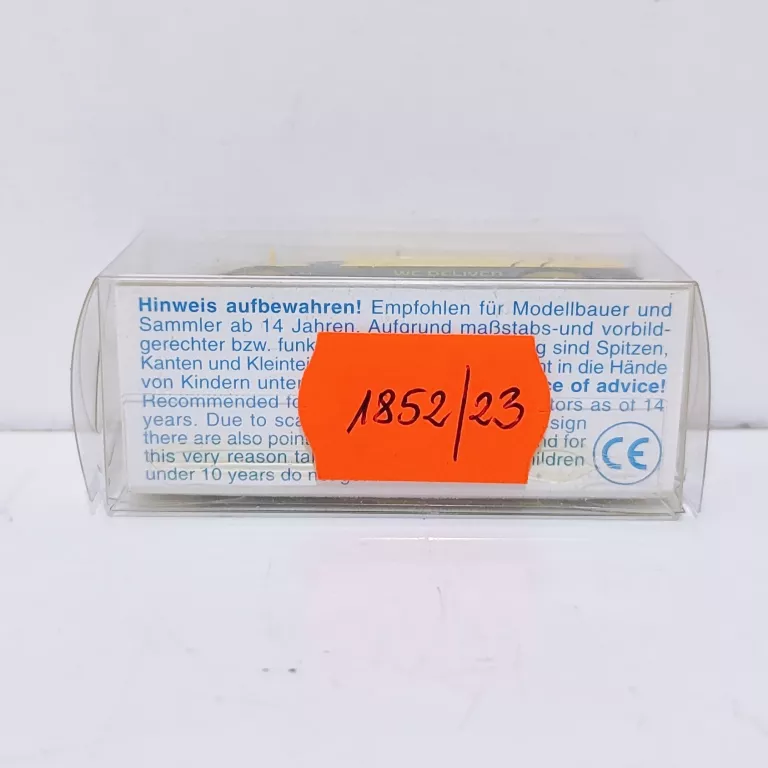 WE DELIVER
Hinweis aufbewahren! Empfohlen für Modellbauer und
Sammler ab 14 Jahren. Aufgrund maßstabs-und vorbild-
gerechter bzw. funk g sind Spitzen,
Kanten und Kleintei t in die Hände
von Kindern unter ce of advice!
Recommended fo tors as of 14
years. Due to sca sign
there are also poin d for
this very reason ta ildren
under 10 years do
1852/23
CE